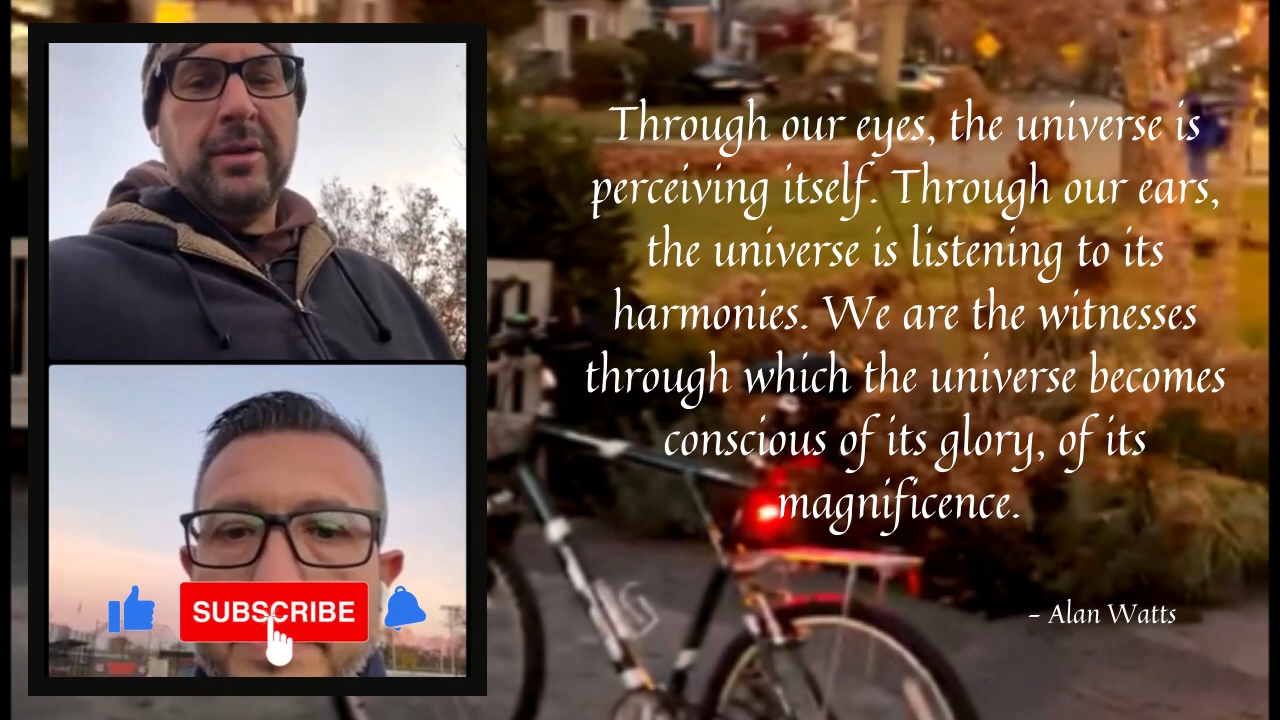 Through our eyes, the universe is
perceiving itself. Through our ears,
the universe is listening to its
harmonies. We are the witnesses
through which the universe becomes
conscious of its glory, of its
magnificence.
- Alan Watts
SUBSCRIBE